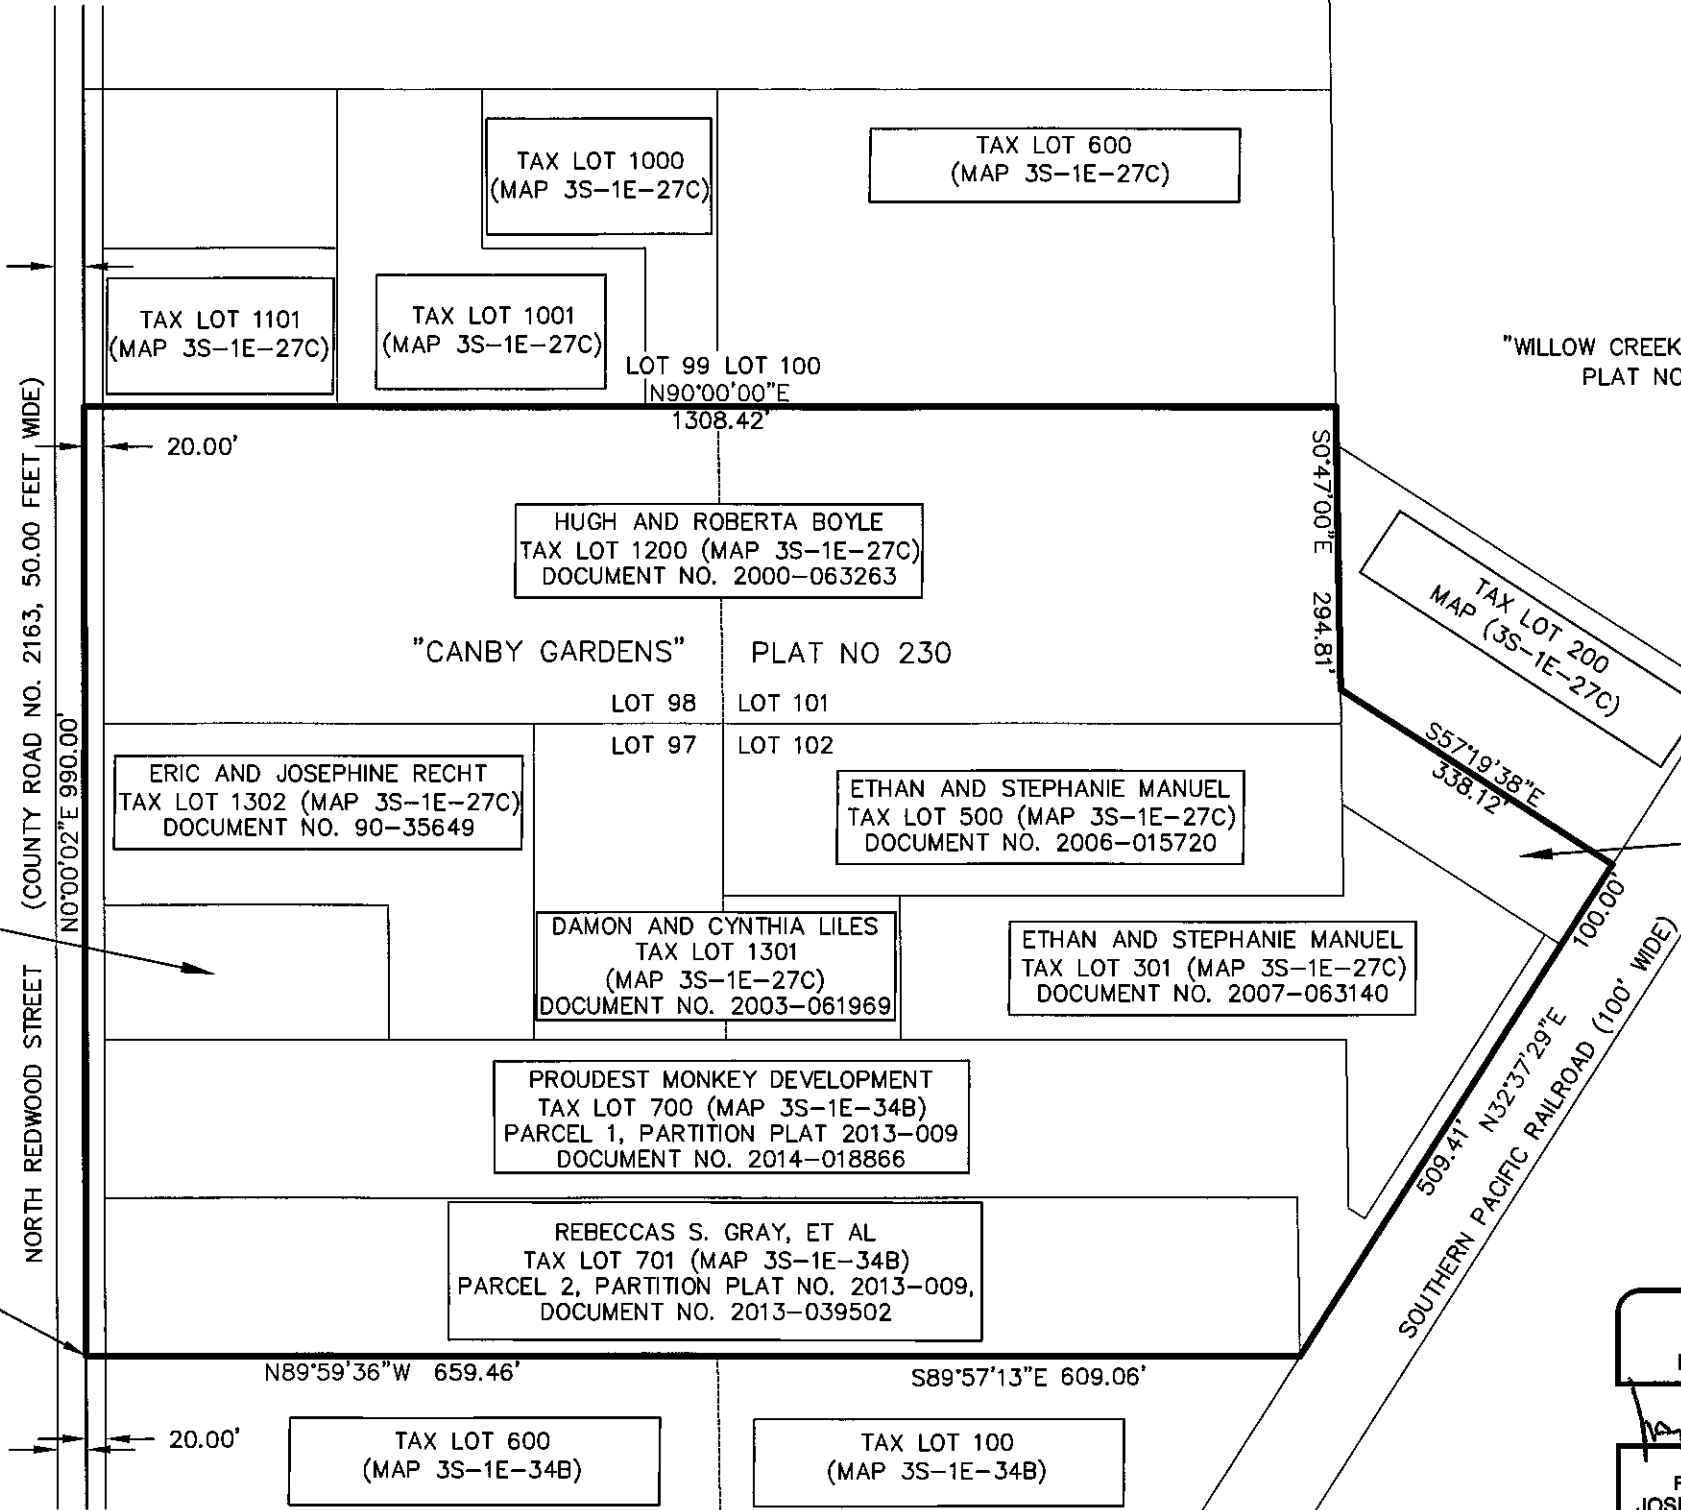 TAX LOT 1000
(MAP 3S-1E-27C)
TAX LOT 600
(MAP 3S-1E-27C)
TAX LOT 1101
(MAP 3S-1E-27C)
TAX LOT 1001
(MAP 3S-1E-27C)
LOT 99 LOT 100
N90°00'00"E
1308.42'
"WILLOW CREEK
PLAT NO
20.00'
HUGH AND ROBERTA BOYLE
TAX LOT 1200 (MAP 3S-1E-27C)
DOCUMENT NO. 2000-063263
S0°47'00"E 294.81'
TAX LOT 200
MAP (3S-1E-27C)
"CANBY GARDENS" PLAT NO 230
LOT 98 LOT 101
LOT 97 LOT 102
S57°19'38"E
338.12'
NORTH REDWOOD STREET (COUNTY ROAD NO. 2163, 50.00 FEET WIDE)
N0°00'02"E 990.00'
ERIC AND JOSEPHINE RECHT
TAX LOT 1302 (MAP 3S-1E-27C)
DOCUMENT NO. 90-35649
ETHAN AND STEPHANIE MANUEL
TAX LOT 500 (MAP 3S-1E-27C)
DOCUMENT NO. 2006-015720
DAMON AND CYNTHIA LILES
TAX LOT 1301
(MAP 3S-1E-27C)
DOCUMENT NO. 2003-061969
ETHAN AND STEPHANIE MANUEL
TAX LOT 301 (MAP 3S-1E-27C)
DOCUMENT NO. 2007-063140
100.00'
509.41' N32°37'29"E
SOUTHERN PACIFIC RAILROAD (100' WIDE)
PROUDEST MONKEY DEVELOPMENT
TAX LOT 700 (MAP 3S-1E-34B)
PARCEL 1, PARTITION PLAT 2013-009
DOCUMENT NO. 2014-018866
REBECCAS S. GRAY, ET AL
TAX LOT 701 (MAP 3S-1E-34B)
PARCEL 2, PARTITION PLAT NO. 2013-009,
DOCUMENT NO. 2013-039502
N89°59'36"W 659.46'
S89°57'13"E 609.06'
20.00'
TAX LOT 600
(MAP 3S-1E-34B)
TAX LOT 100
(MAP 3S-1E-34B)